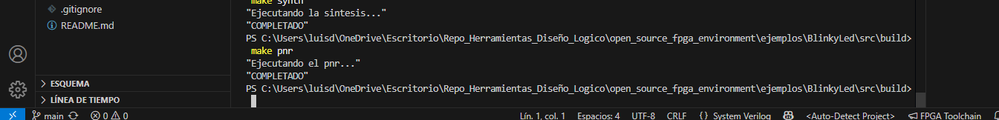 make synth
.gitignore
"Ejecutando la sintesis..."
README.md
"COMPLETADO"
PS C:\Users\luisd\OneDrive\Escritorio\Repo_Herramientas_Diseño_Logico\open_source_fpga_environment\ejemplos\BlinkyLed\src\build>
make pnr
"Ejecutando el pnr..."
"COMPLETADO"
PS C:\Users\luisd\OneDrive\Escritorio\Repo_Herramientas_Diseño_Logico\open_source_fpga_environment\ejemplos\BlinkyLed\src\build>
ESQUEMA
LÍNEA DE TIEMPO
main 0 0 Lín. 1, col. 1 Espacios: 4 UTF-8 CRLF {} System Verilog <Auto-Detect Project> FPGA Toolchain